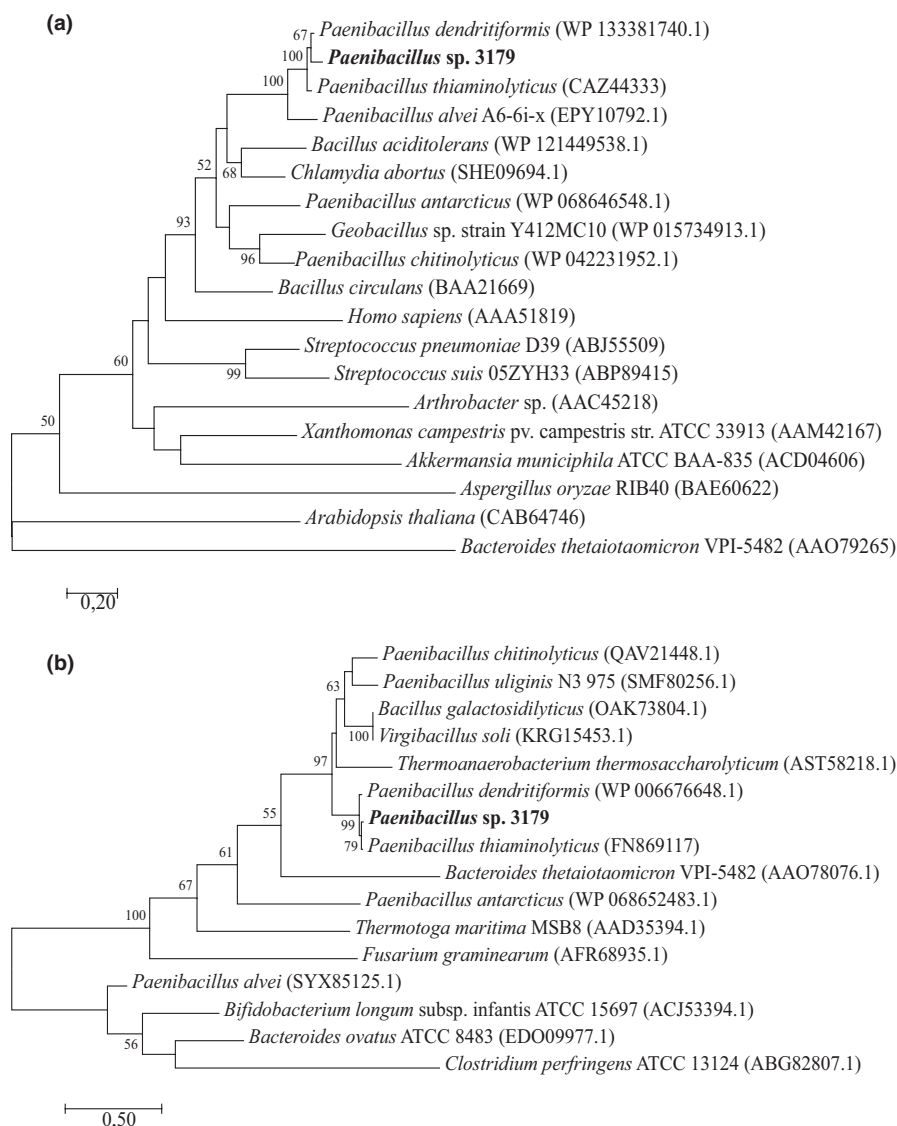 (a)
Paenibacillus dendritiformis (WP 133381740.1)
67
Paenibacillus sp. 3179
100
100
Paenibacillus thiaminolyticus (CAZ44333)
Paenibacillus alvei A6-6i-x (EPY10792.1)
Bacillus aciditolerans (WP 121449538.1)
52
68
Chlamydia abortus (SHE09694.1)
Paenibacillus antarcticus (WP 068646548.1)
93
Geobacillus sp. strain Y412MC10 (WP 015734913.1)
96
Paenibacillus chitinolyticus (WP 042231952.1)
Bacillus circulans (BAA21669)
Homo sapiens (AAA51819)
Streptococcus pneumoniae D39 (ABJ55509)
60
99
Streptococcus suis 05ZYH33 (ABP89415)
Arthrobacter sp. (AAC45218)
50
Xanthomonas campestris pv. campestris str. ATCC 33913 (AAM42167)
Akkermansia municiphila ATCC BAA-835 (ACD04606)
Aspergillus oryzae RIB40 (BAE60622)
Arabidopsis thaliana (CAB64746)
Bacteroides thetaiotaomicron VPI-5482 (AAO79265)
0,20
(b)
Paenibacillus chitinolyticus (QAV21448.1)
63
Paenibacillus uliginis N3 975 (SMF80256.1)
Bacillus galactosidilyticus (OAK73804.1)
100
Virgibacillus soli (KRG15453.1)
97
Thermoanaerobacterium thermosaccharolyticum (AST58218.1)
Paenibacillus dendritiformis (WP 006676648.1)
55
99
Paenibacillus sp. 3179
79
Paenibacillus thiaminolyticus (FN869117)
61
Bacteroides thetaiotaomicron VPI-5482 (AAO78076.1)
67
Paenibacillus antarcticus (WP 068652483.1)
100
Thermotoga maritima MSB8 (AAD35394.1)
Fusarium graminearum (AFR68935.1)
Paenibacillus alvei (SYX85125.1)
Bifidobacterium longum subsp. infantis ATCC 15697 (ACJ53394.1)
56
Bacteroides ovatus ATCC 8483 (EDO09977.1)
Clostridium perfringens ATCC 13124 (ABG82807.1)
0,50